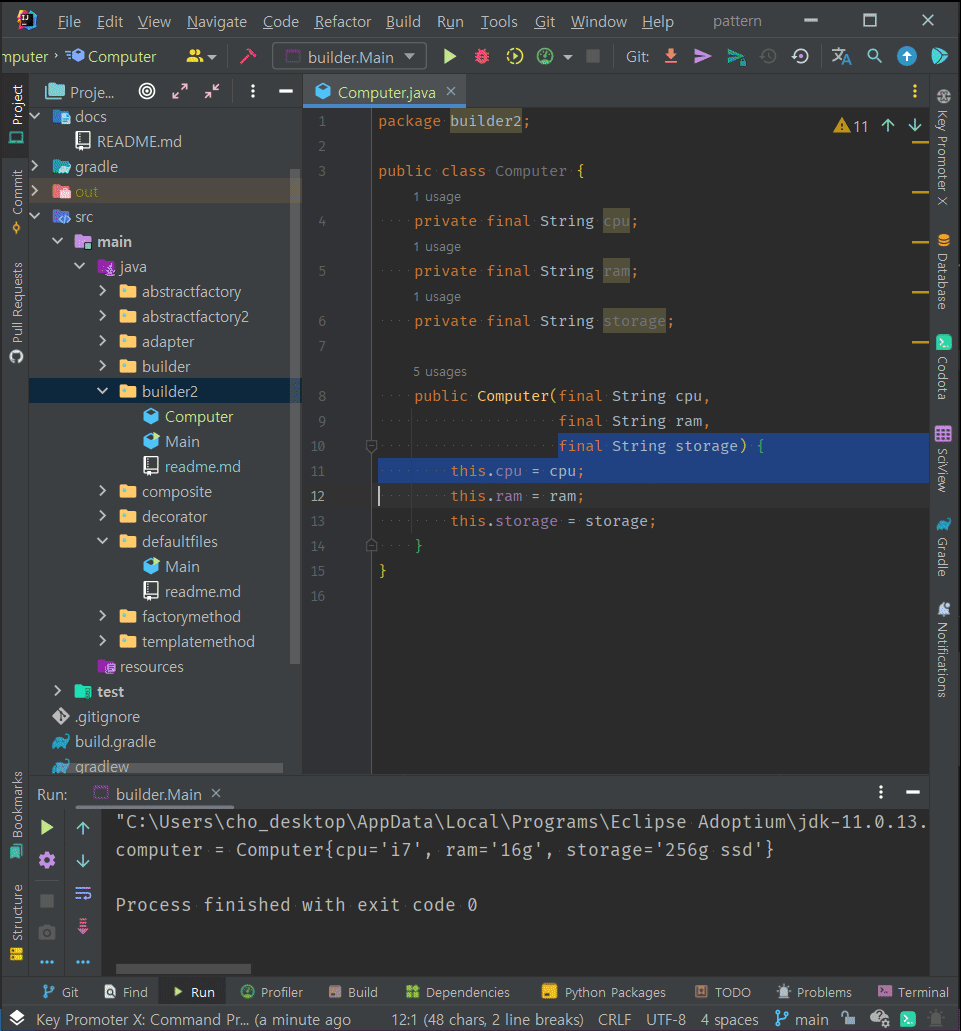 File Edit View Navigate Code Refactor Build Run Tools Git Window Help pattern
mputer Computer builder.Main Git:
Project
Commit
Pull Requests
Bookmarks
Structure
Proje...
docs
README.md
gradle
out
src
main
java
abstractfactory
abstractfactory2
adapter
builder
builder2
Computer
Main
readme.md
composite
decorator
defaultfiles
Main
readme.md
factorymethod
templatemethod
resources
test
.gitignore
build.gradle
gradlew
Computer.java
11
1 package builder2;
2
3 public class Computer {
1 usage
4 private final String cpu;
1 usage
5 private final String ram;
1 usage
6 private final String storage;
7
5 usages
8 public Computer(final String cpu,
9 final String ram,
10 final String storage) {
11 this.cpu = cpu;
12 this.ram = ram;
13 this.storage = storage;
14 }
15 }
16
Key Promoter X
Database
Codota
SciView
Gradle
Notifications
Run: builder.Main
"C:\Users\cho_desktop\AppData\Local\Programs\Eclipse Adoptium\jdk-11.0.13.
computer = Computer{cpu='i7', ram='16g', storage='256g ssd'}
Process finished with exit code 0
Git Find Run Profiler Build Dependencies Python Packages TODO Problems Terminal
Key Promoter X: Command Pr... (a minute ago 12:1 (48 chars, 2 line breaks) CRLF UTF-8 4 spaces main